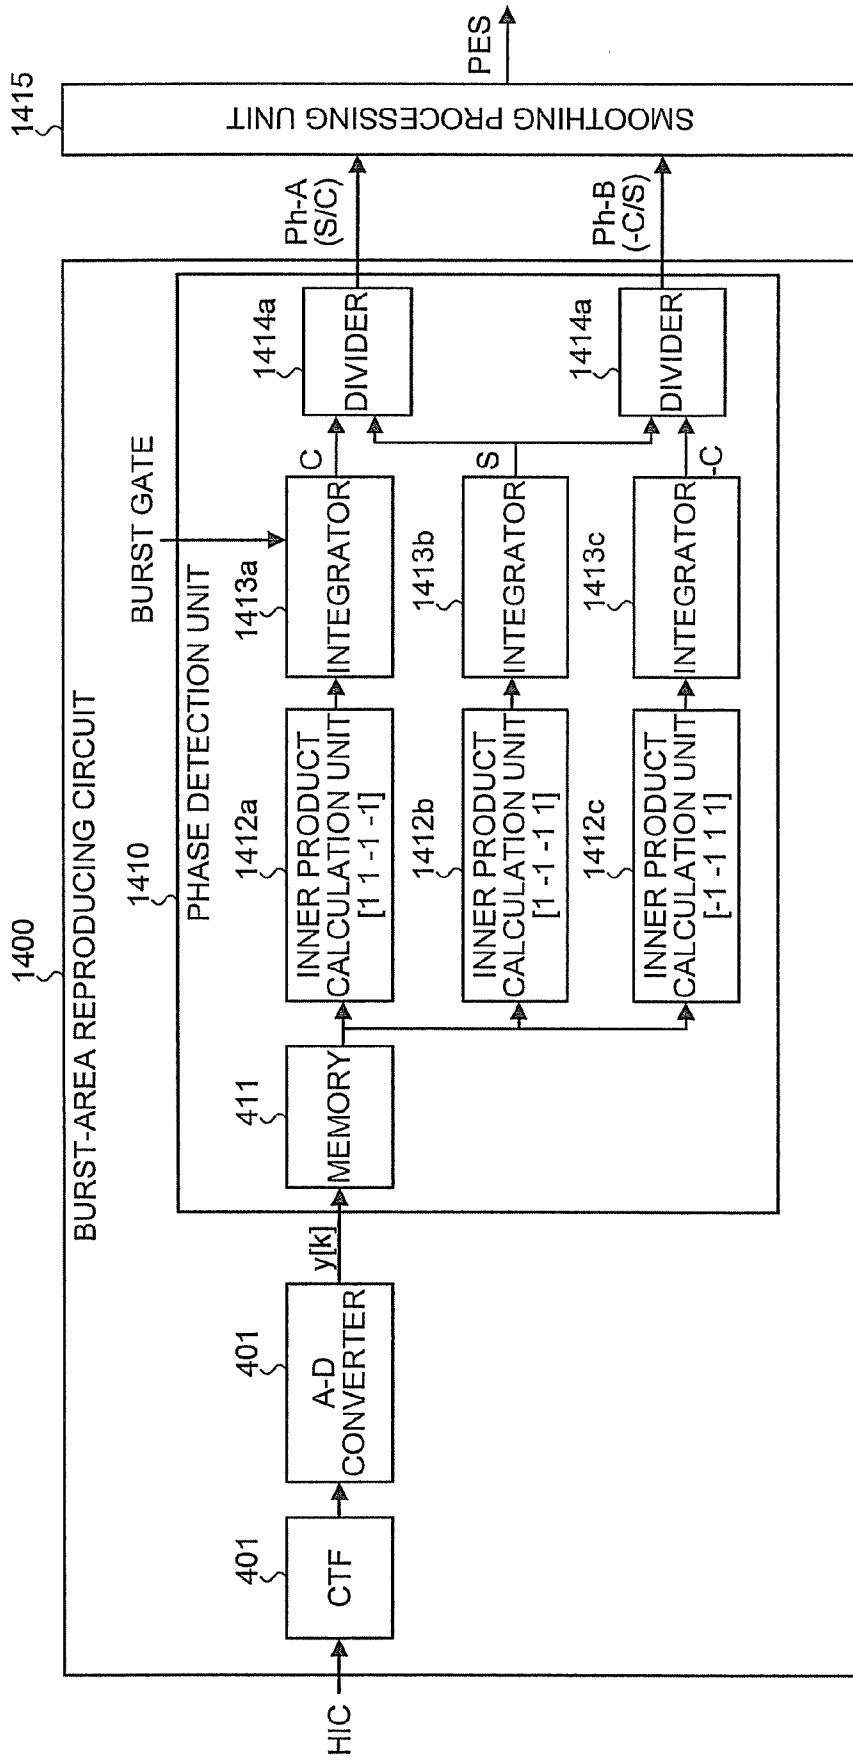 1400
BURST-AREA REPRODUCING CIRCUIT
HIC
401
CTF
401
A-D
CONVERTER
y[k]
1410
PHASE DETECTION UNIT
411
MEMORY
1412a
INNER PRODUCT
CALCULATION UNIT
[1 1 -1 -1]
1412b
INNER PRODUCT
CALCULATION UNIT
[1 -1 -1 1]
1412c
INNER PRODUCT
CALCULATION UNIT
[-1 -1 1 1]
BURST GATE
1413a
INTEGRATOR
C
1413b
INTEGRATOR
S
1413c
INTEGRATOR
-C
1414a
DIVIDER
1414a
DIVIDER
Ph-A
(S/C)
Ph-B
(-C/S)
1415
SMOOTHING PROCESSING UNIT
PES